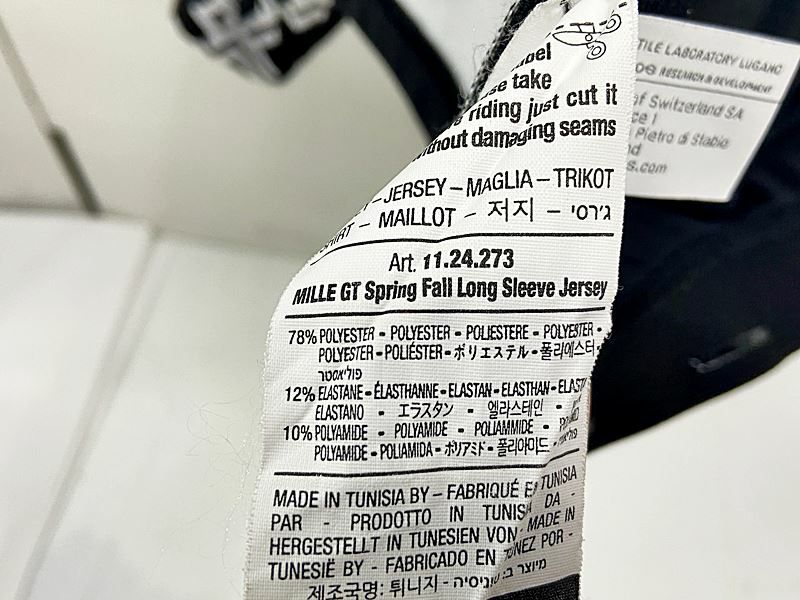 take
riding just cut it
without damaging seams
JERSEY – MAGLIA – TRIKOT
MAILLOT – 저지 – ג'רסי
Art. 11.24.273
MILLE GT Spring Fall Long Sleeve Jersey
78% POLYESTER - POLYESTER - POLIESTERE - POLYESTER -
POLYESTER - POLIÉSTER - ポリエステル - 폴리에스터 -
פוליאסטר
12% ELASTANE - ÉLASTHANNE - ELASTAN - ELASTHAN -
ELASTANO - エラスタン - 엘라스테인 -
10% POLYAMIDE - POLYAMIDE - POLIAMMIDE -
POLYAMIDE - POLIAMIDA - ポリアミド - 폴리아미드 -
MADE IN TUNISIA BY – FABRIQUÉ EN TUNISIA
PAR - PRODOTTO IN TUNISIA DA -
HERGESTELLT IN TUNESIEN VON - MADE IN
TUNESIË BY - FABRICADO EN TÚNEZ POR -
제조국명: 튀니지 - מיוצר ב: טוניסיה
TILE LABORATORY LUGANO
RESEARCH & DEVELOPMENT
of Switzerland SA
Pietro di Stabio